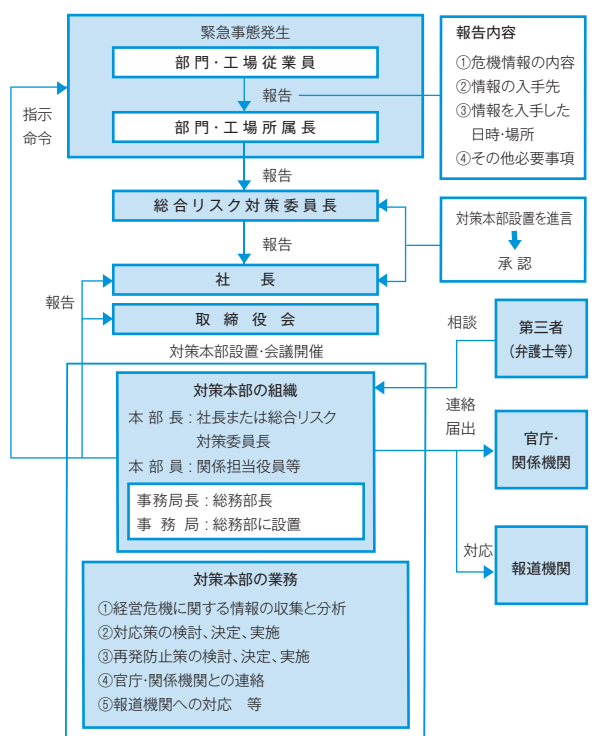 緊急事態発生
部門・工場従業員
報告
部門・工場所属長
報告
総合リスク対策委員長
報告
社長
取締役会
指示
命令
報告
報告内容
①危機情報の内容
②情報の入手先
③情報を入手した
日時・場所
④その他必要事項
対策本部設置を進言
承認
対策本部設置・会議開催
対策本部の組織
本部長：社長または総合リスク
対策委員長
本部員：関係担当役員等
事務局長：総務部長
事務局：総務部に設置
対策本部の業務
①経営危機に関する情報の収集と分析
②対応策の検討、決定、実施
③再発防止策の検討、決定、実施
④官庁・関係機関との連絡
⑤報道機関への対応　等
相談
第三者
（弁護士等）
連絡
届出
官庁・
関係機関
対応
報道機関